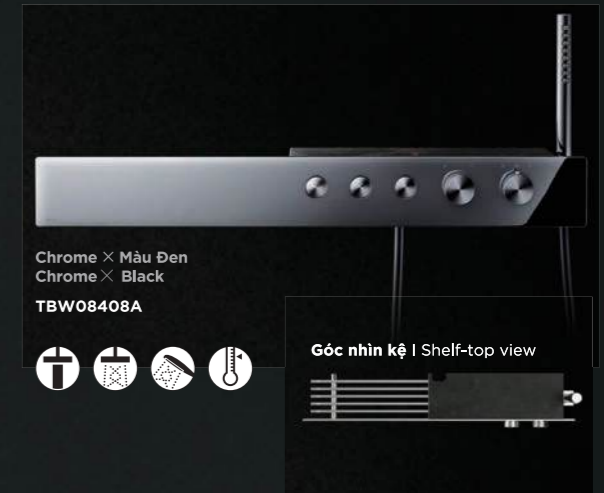 Chrome × Màu Đen
Chrome × Black
TBW08408A
Góc nhìn kệ | Shelf-top view